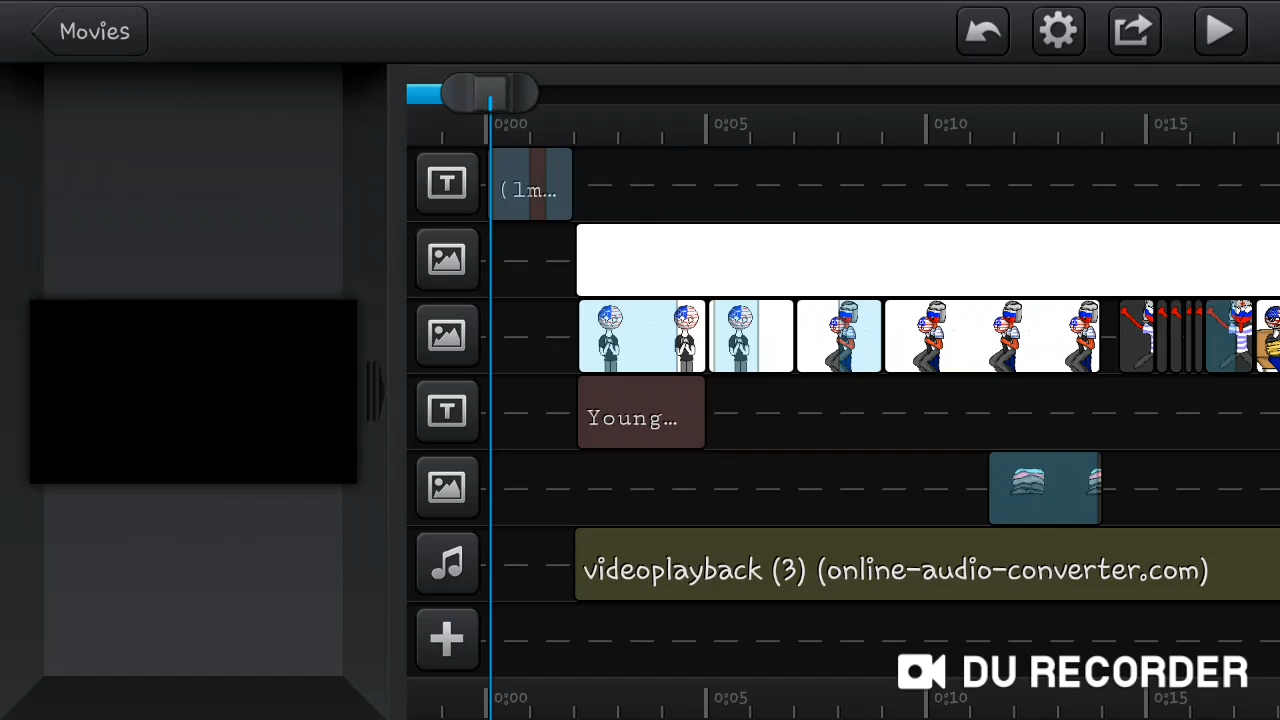 Movies
0:00 0:05 0:10 0:15
T
(lm...
T
Young...
videoplayback (3) (online-audio-converter.com)
DU RECORDER
0:00 0:05 0:10 0:15